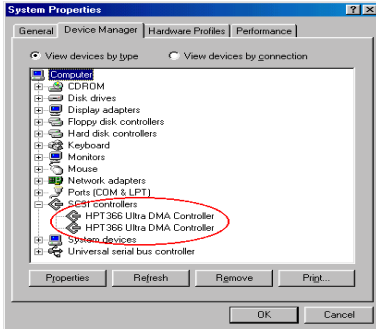 System Properties
General Device Manager Hardware Profiles Performance
View devices by type View devices by connection
Computer
CDROM
Disk drives
Display adapters
Floppy disk controllers
Hard disk controllers
Keyboard
Monitors
Mouse
Network adapters
Ports (COM & LPT)
SCSI controllers
HPT366 Ultra DMA Controller
HPT366 Ultra DMA Controller
System devices
Universal serial bus controller
Properties Refresh Remove Print...
OK Cancel